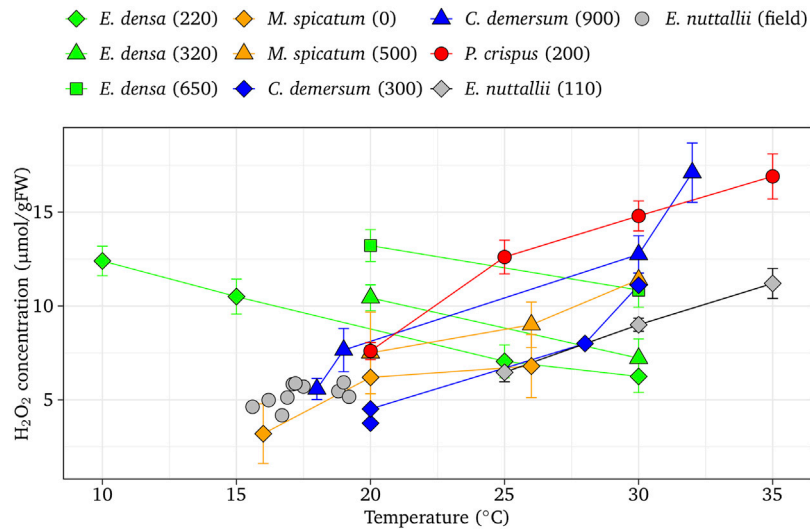 E. densa (220) M. spicatum (0) C. demersum (900) E. nuttallii (field)
E. densa (320) M. spicatum (500) P. crispus (200)
E. densa (650) C. demersum (300) E. nuttallii (110)
H₂O₂ concentration (μmol/gFW)
15
10
5
10 15 20 25 30 35
Temperature (°C)